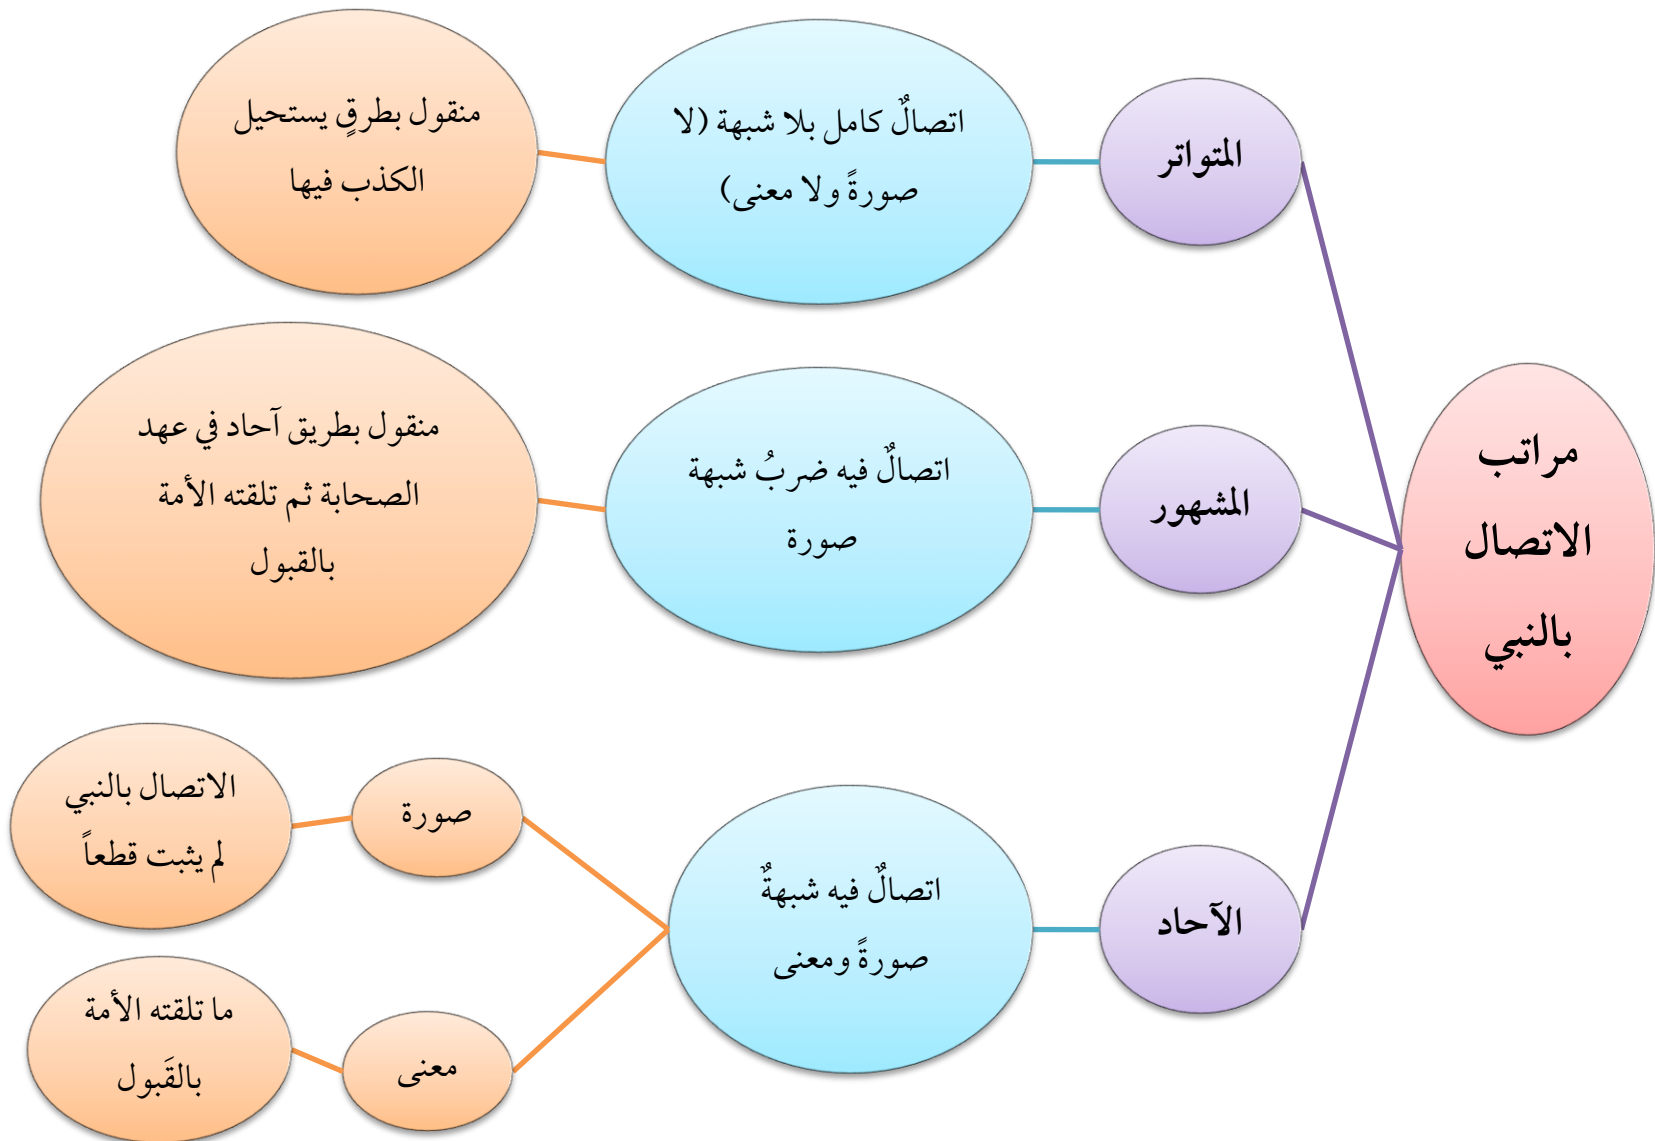 مراتب
الاتصال
بالنبي
المتواتر
اتصالٌ كامل بلا شبهة (لا
صورةً ولا معنى)
منقول بطرقٍ يستحيل
الكذب فيها
المشهور
اتصالٌ فيه ضربُ شبهة
صورة
منقول بطريق آحاد في عهد
الصحابة ثم تلقته الأمة
بالقبول
الآحاد
اتصالٌ فيه شبهةٌ
صورةً ومعنى
صورة
الاتصال بالنبي
لم يثبت قطعاً
معنى
ما تلقته الأمة
بالقَبول